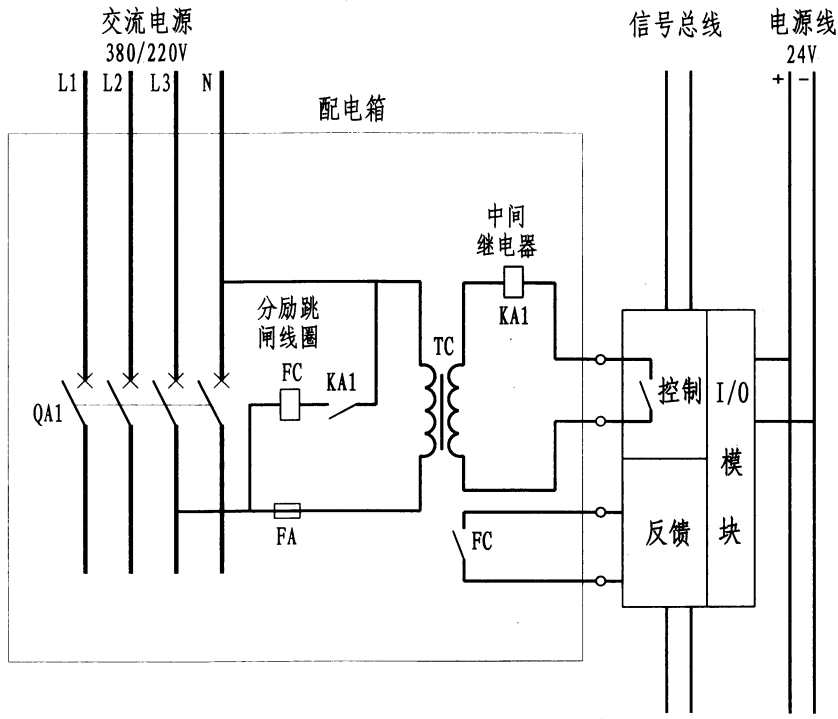 交流电源
380/220V
L1 L2 L3 N
信号总线
电源线
24V
+ -
配电箱
中间
继电器
KA1
分励跳
闸线圈
FC
KA1
TC
QA1
控制
I/O
模
块
FA
FC
反馈